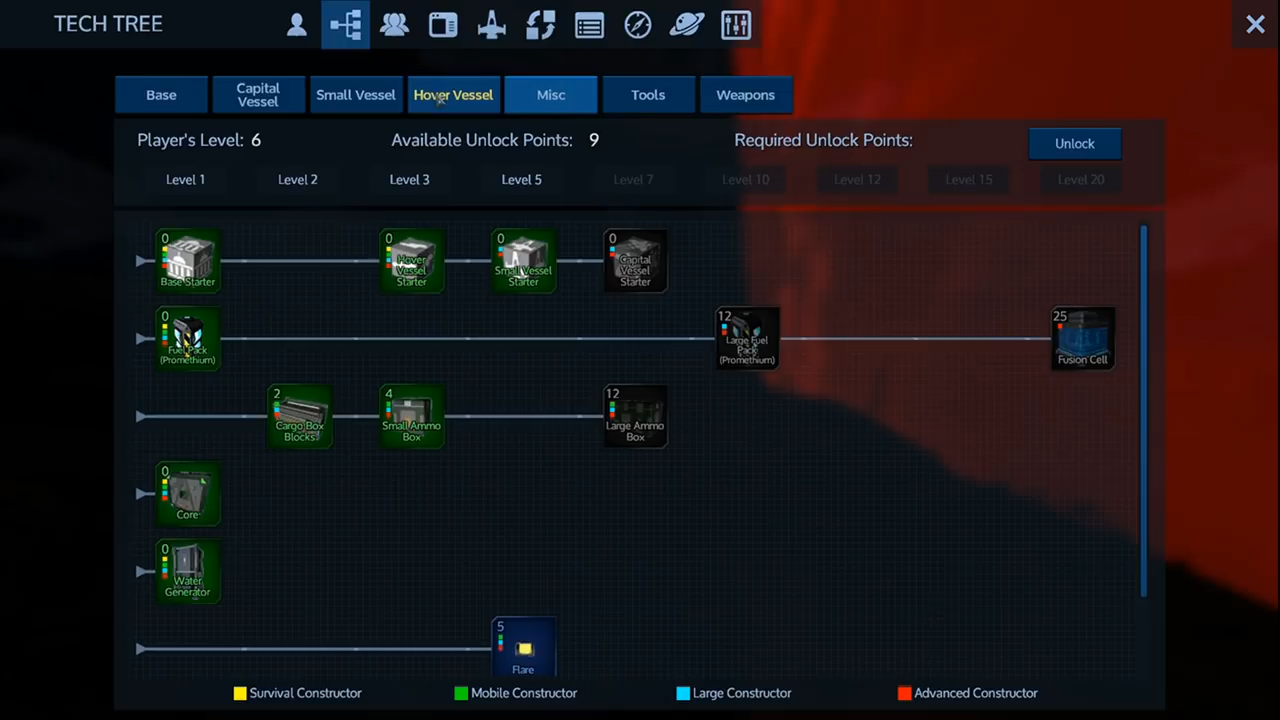 TECH TREE
Base
Capital
Vessel
Small Vessel
Hover Vessel
Misc
Tools
Weapons
Player's Level: 6
Available Unlock Points: 9
Required Unlock Points:
Unlock
Level 1
Level 2
Level 3
Level 5
Level 7
Level 10
Level 12
Level 15
Level 20
0
Base Starter
0
Hover
Vessel
Starter
0
Small Vessel
Starter
0
Capital
Vessel
Starter
0
Fuel Pack
(Promethium)
12
Large Fuel
Pack
(Promethium)
25
Fusion Cell
2
Cargo Box
Blocks
4
Small Ammo
Box
12
Large Ammo
Box
0
Core
0
Water
Generator
5
Flare
Survival Constructor
Mobile Constructor
Large Constructor
Advanced Constructor